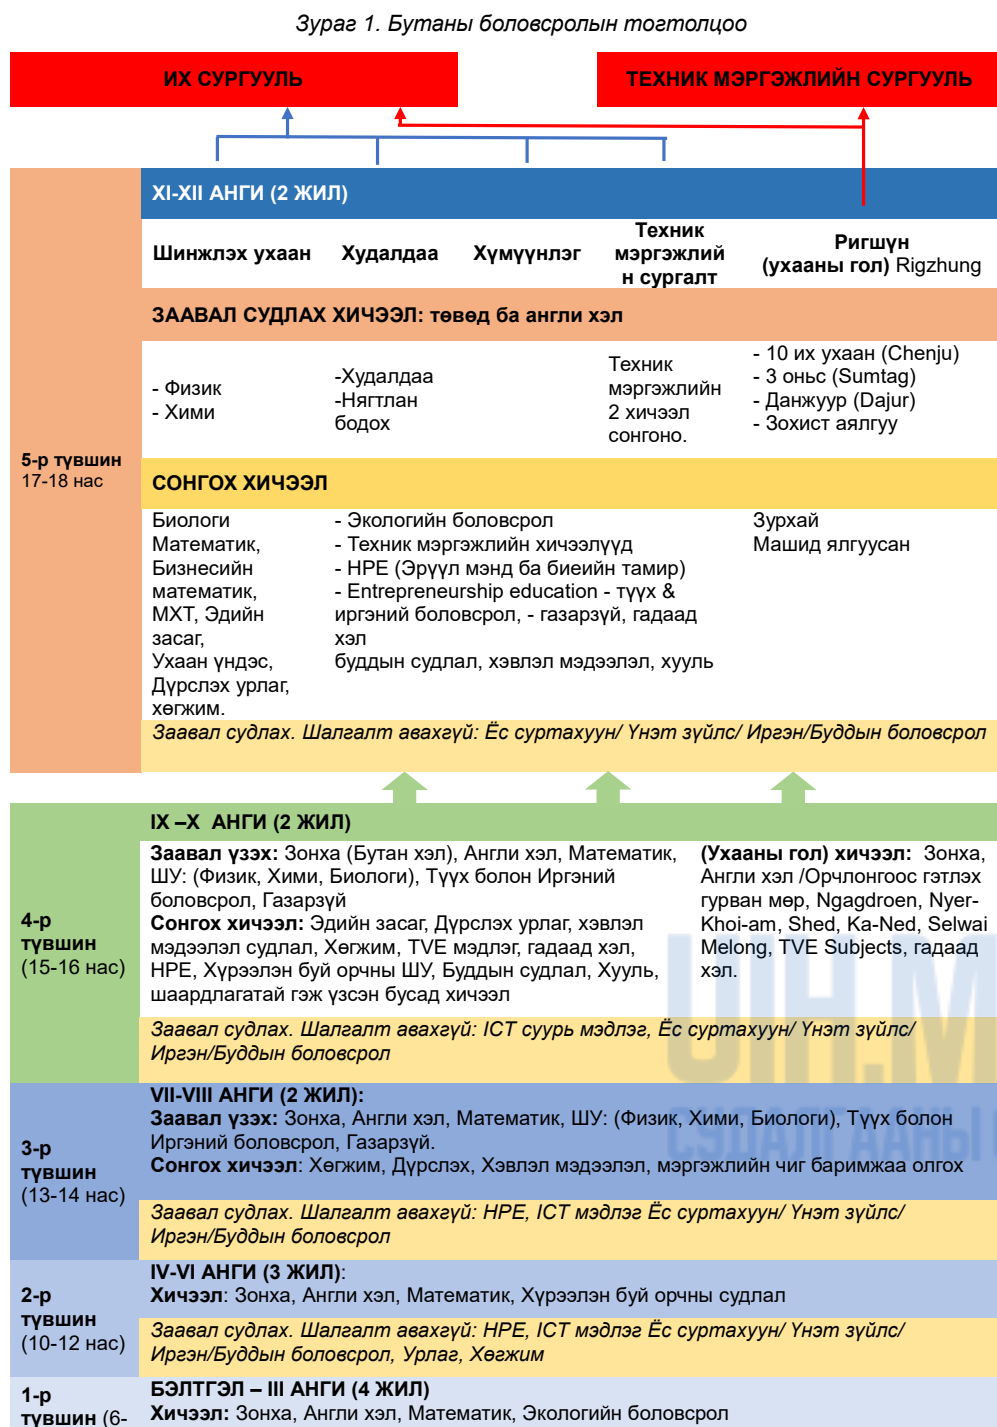 Зураг 1. Бутаны боловсролын тогтолцоо
ИХ СУРГУУЛЬ
ТЕХНИК МЭРГЭЖЛИЙН СУРГУУЛЬ
XI-XII АНГИ (2 ЖИЛ)
Шинжлэх ухаан
Худалдаа
Хүмүүнлэг
Техник
мэргэжлий
н сургалт
Ригшүн
(ухааны гол) Rigzhung
ЗААВАЛ СУДЛАХ ХИЧЭЭЛ: төвөд ба англи хэл
- Физик
- Хими
-Худалдаа
-Нягтлан
бодох
Техник
мэргэжлийн
2 хичээл
сонгоно.
- 10 их ухаан (Chenju)
- 3 оньс (Sumtag)
- Данжуур (Dajur)
- Зохист аялгуу
5-р түвшин
17-18 нас
СОНГОХ ХИЧЭЭЛ
Биологи
Математик,
Бизнесийн
математик,
МХТ, Эдийн
засаг,
Ухаан үндэс,
Дүрслэх урлаг,
хөгжим.
- Экологийн боловсрол
- Техник мэргэжлийн хичээлүүд
- HPE (Эрүүл мэнд ба биеийн тамир)
- Entrepreneurship education - түүх &
иргэний боловсрол, - газарзүй, гадаад
хэл
буддын судлал, хэвлэл мэдээлэл, хууль
Зурхай
Машид ялгуусан
Заавал судлах. Шалгалт авахгүй: Ёс суртахуун/ Үнэт зүйлс/ Иргэн/Буддын боловсрол
IX –X АНГИ (2 ЖИЛ)
4-р
түвшин
(15-16 нас)
Заавал үзэх: Зонха (Бутан хэл), Англи хэл, Математик,
ШУ: (Физик, Хими, Биологи), Түүх болон Иргэний
боловсрол, Газарзүй
Сонгох хичээл: Эдийн засаг, Дүрслэх урлаг, хэвлэл
мэдээлэл судлал, Хөгжим, TVE мэдлэг, гадаад хэл,
HPE, Хүрээлэн буй орчны ШУ, Буддын судлал, Хууль,
шаардлагатай гэж үзсэн бусад хичээл
(Ухааны гол) хичээл: Зонха,
Англи хэл /Орчлонгоос гэтлэх
гурван мөр, Ngagdroen, Nyer-
Khoi-am, Shed, Ka-Ned, Selwai
Melong, TVE Subjects, гадаад
хэл.
Заавал судлах. Шалгалт авахгүй: ICT суурь мэдлэг, Ёс суртахуун/ Үнэт зүйлс/
Иргэн/Буддын боловсрол
3-р
түвшин
(13-14 нас)
VII-VIII АНГИ (2 ЖИЛ):
Заавал үзэх: Зонха, Англи хэл, Математик, ШУ: (Физик, Хими, Биологи), Түүх болон
Иргэний боловсрол, Газарзүй.
Сонгох хичээл: Хөгжим, Дүрслэх, Хэвлэл мэдээлэл, мэргэжлийн чиг баримжаа олгох
Заавал судлах. Шалгалт авахгүй: HPE, ICT мэдлэг Ёс суртахуун/ Үнэт зүйлс/
Иргэн/Буддын боловсрол
2-р
түвшин
(10-12 нас)
IV-VI АНГИ (3 ЖИЛ):
Хичээл: Зонха, Англи хэл, Математик, Хүрээлэн буй орчны судлал
Заавал судлах. Шалгалт авахгүй: HPE, ICT мэдлэг Ёс суртахуун/ Үнэт зүйлс/
Иргэн/Буддын боловсрол, Урлаг, Хөгжим
1-р
түвшин (6-
БЭЛТГЭЛ – III АНГИ (4 ЖИЛ)
Хичээл: Зонха, Англи хэл, Математик, Экологийн боловсрол
UIH.M
СУДАЛГААНЫ